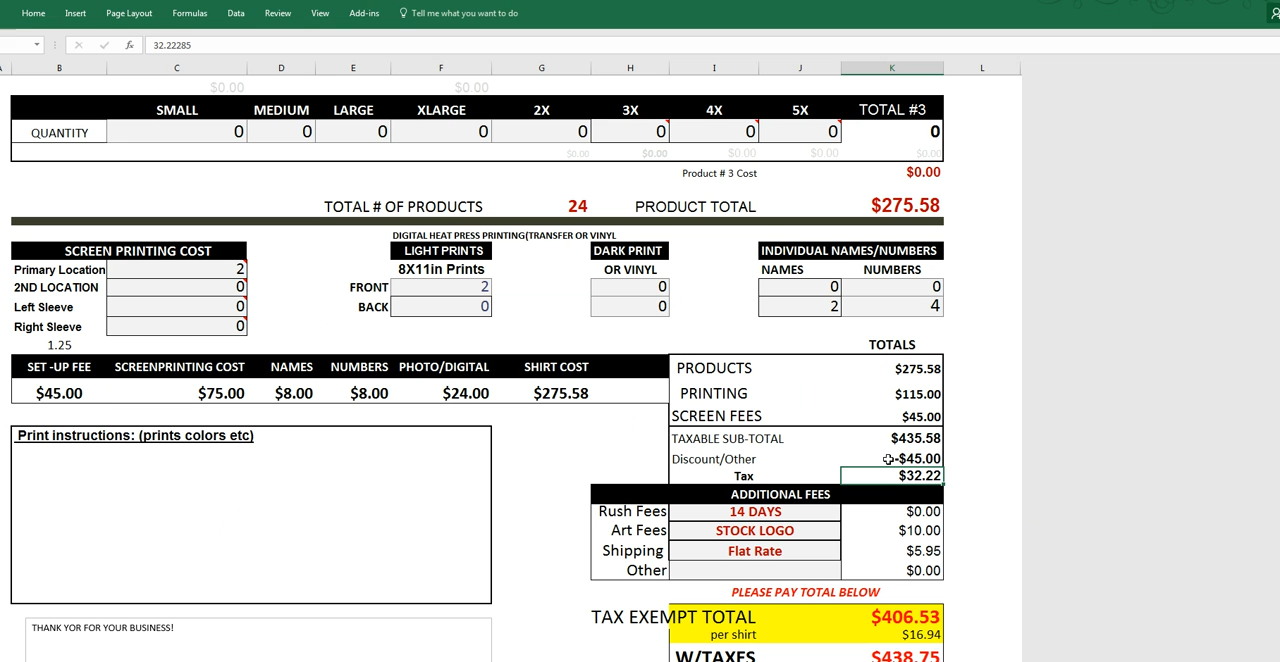 Home Insert Page Layout Formulas Data Review View Add-ins Tell me what you want to do
fx 32.22285
B C D E F G H I J K L
$0.00 $0.00
SMALL MEDIUM LARGE XLARGE 2X 3X 4X 5X TOTAL #3
QUANTITY 0 0 0 0 0 0 0 0 0
$0.00 $0.00 $0.00 $0.00 $0.00
Product # 3 Cost $0.00
TOTAL # OF PRODUCTS 24 PRODUCT TOTAL $275.58
DIGITAL HEAT PRESS PRINTING(TRANSFER OR VINYL
SCREEN PRINTING COST LIGHT PRINTS DARK PRINT INDIVIDUAL NAMES/NUMBERS
Primary Location 2 8X11in Prints OR VINYL NAMES NUMBERS
2ND LOCATION 0 FRONT 2 0 0 0
Left Sleeve 0 BACK 0 0 2 4
Right Sleeve 0
1.25 TOTALS
SET -UP FEE SCREENPRINTING COST NAMES NUMBERS PHOTO/DIGITAL SHIRT COST PRODUCTS $275.58
$45.00 $75.00 $8.00 $8.00 $24.00 $275.58 PRINTING $115.00
SCREEN FEES $45.00
Print instructions: (prints colors etc) TAXABLE SUB-TOTAL $435.58
Discount/Other -$45.00
Tax $32.22
ADDITIONAL FEES
Rush Fees 14 DAYS $0.00
Art Fees STOCK LOGO $10.00
Shipping Flat Rate $5.95
Other $0.00
PLEASE PAY TOTAL BELOW
TAX EXEMPT TOTAL $406.53
THANK YOR FOR YOUR BUSINESS! per shirt $16.94
W/TAXES $438.75